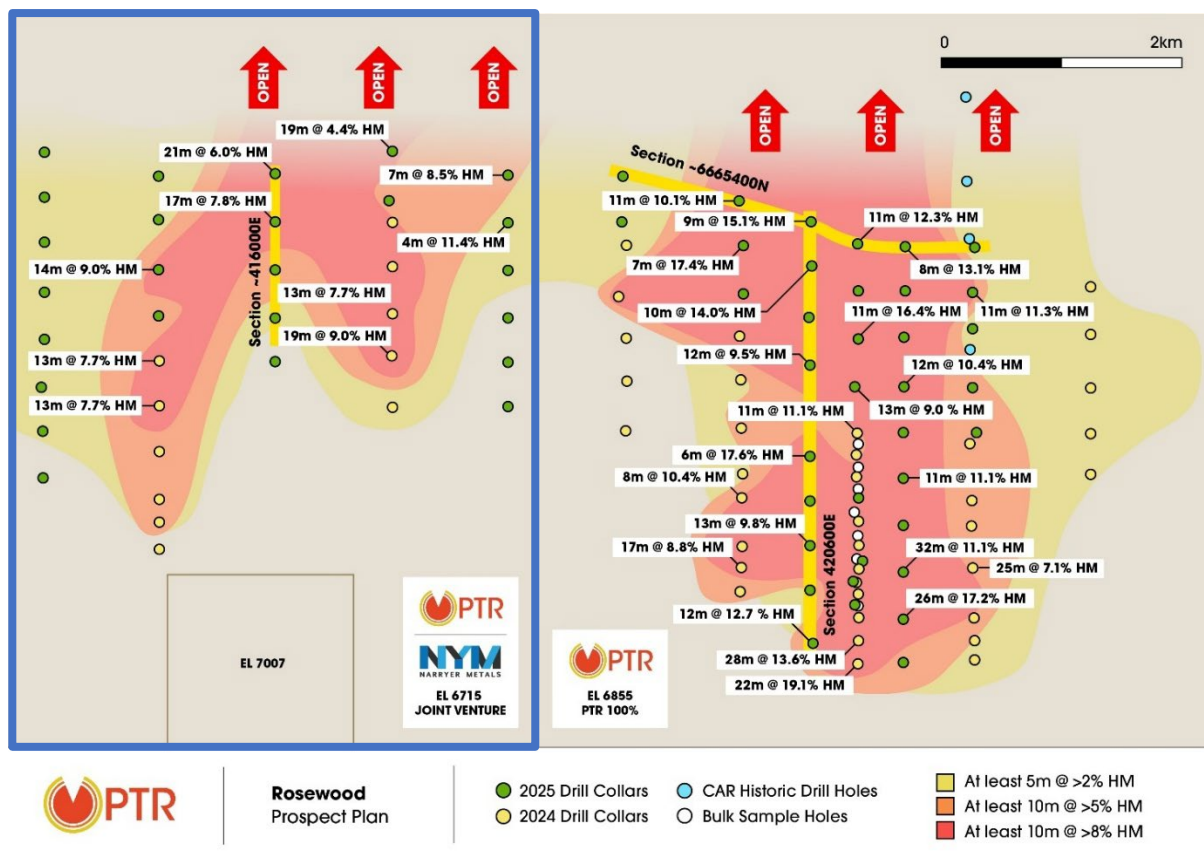 OPEN
OPEN
OPEN
19m @ 4.4% HM
21m @ 6.0% HM
7m @ 8.5% HM
17m @ 7.8% HM
4m @ 11.4% HM
Section ~416000E
14m @ 9.0% HM
13m @ 7.7% HM
19m @ 9.0% HM
13m @ 7.7% HM
13m @ 7.7% HM
EL 7007
PTR
NYM
NARRYER METALS
EL 6715
JOINT VENTURE
0
2km
OPEN
OPEN
OPEN
Section ~6665400N
11m @ 10.1% HM
9m @ 15.1% HM
11m @ 12.3% HM
7m @ 17.4% HM
8m @ 13.1% HM
10m @ 14.0% HM
11m @ 16.4% HM
11m @ 11.3% HM
12m @ 9.5% HM
12m @ 10.4% HM
11m @ 11.1% HM
13m @ 9.0 % HM
6m @ 17.6% HM
8m @ 10.4% HM
11m @ 11.1% HM
13m @ 9.8% HM
17m @ 8.8% HM
32m @ 11.1% HM
25m @ 7.1% HM
Section 420600E
12m @ 12.7 % HM
26m @ 17.2% HM
28m @ 13.6% HM
22m @ 19.1% HM
PTR
EL 6855
PTR 100%
PTR
Rosewood
Prospect Plan
2025 Drill Collars
2024 Drill Collars
CAR Historic Drill Holes
Bulk Sample Holes
At least 5m @ >2% HM
At least 10m @ >5% HM
At least 10m @ >8% HM